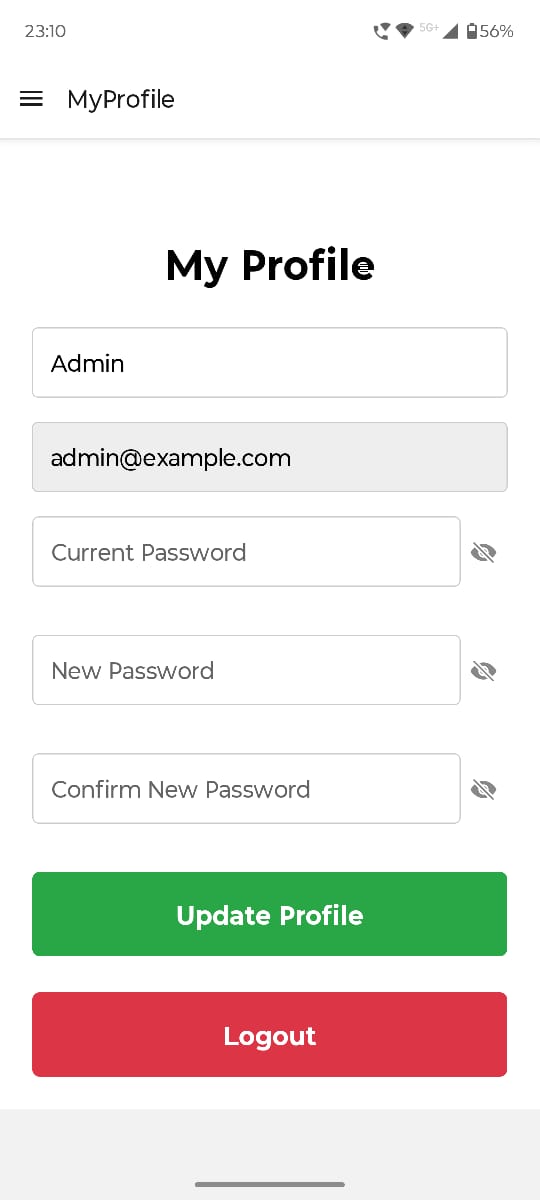 23:10 5G+ 56%
MyProfile
My Profile
Admin
admin@example.com
Current Password
New Password
Confirm New Password
Update Profile
Logout